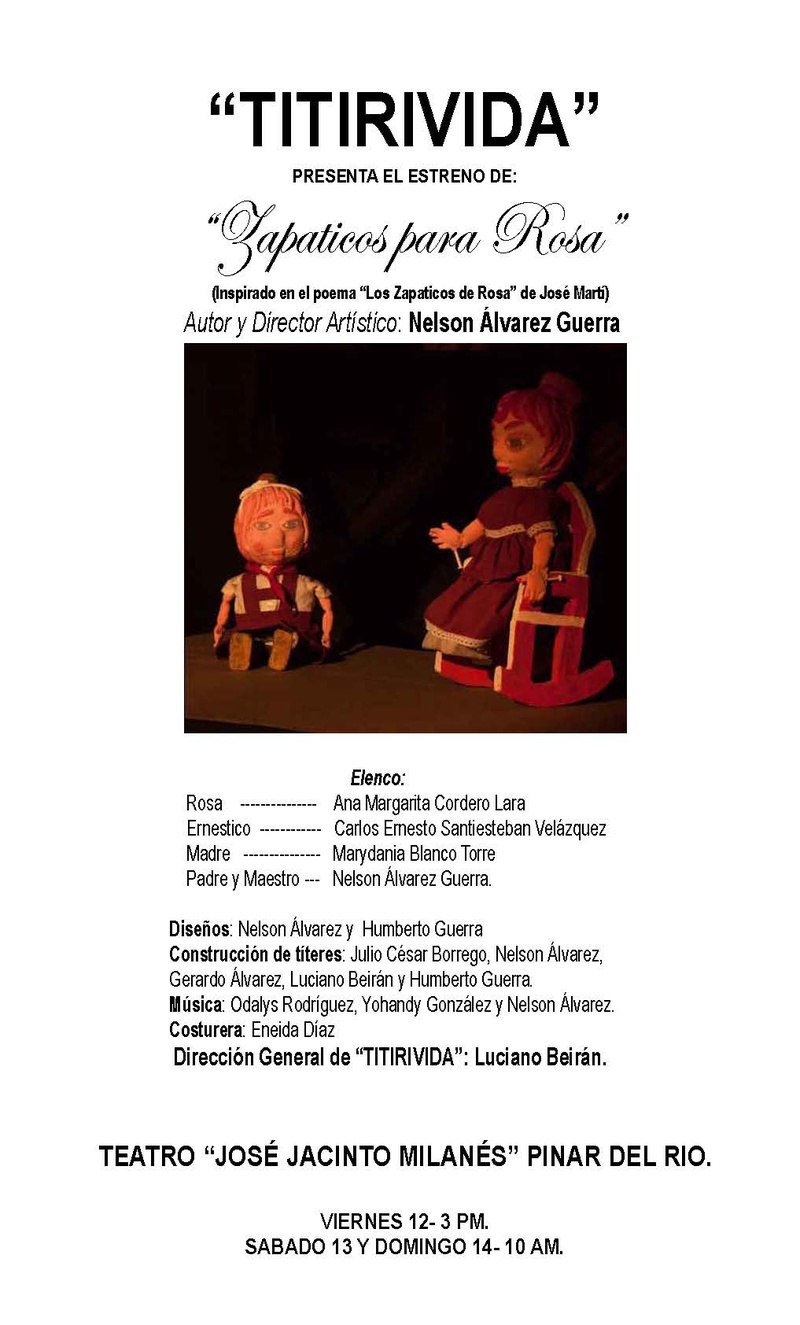 “TITIRIVIDA”
PRESENTA EL ESTRENO DE:
“Zapaticos para Rosa”
(Inspirado en el poema “Los Zapaticos de Rosa” de José Martí)
Autor y Director Artístico: Nelson Álvarez Guerra
Elenco:
Rosa --------------- Ana Margarita Cordero Lara
Ernestico ------------ Carlos Ernesto Santiesteban Velázquez
Madre --------------- Marydania Blanco Torre
Padre y Maestro --- Nelson Álvarez Guerra.
Diseños: Nelson Álvarez y Humberto Guerra
Construcción de títeres: Julio César Borrego, Nelson Álvarez,
Gerardo Álvarez, Luciano Beirán y Humberto Guerra.
Música: Odalys Rodríguez, Yohandy González y Nelson Álvarez.
Costurera: Eneida Díaz
Dirección General de “TITIRIVIDA”: Luciano Beirán.
TEATRO “JOSÉ JACINTO MILANÉS” PINAR DEL RIO.
VIERNES 12- 3 PM.
SABADO 13 Y DOMINGO 14- 10 AM.